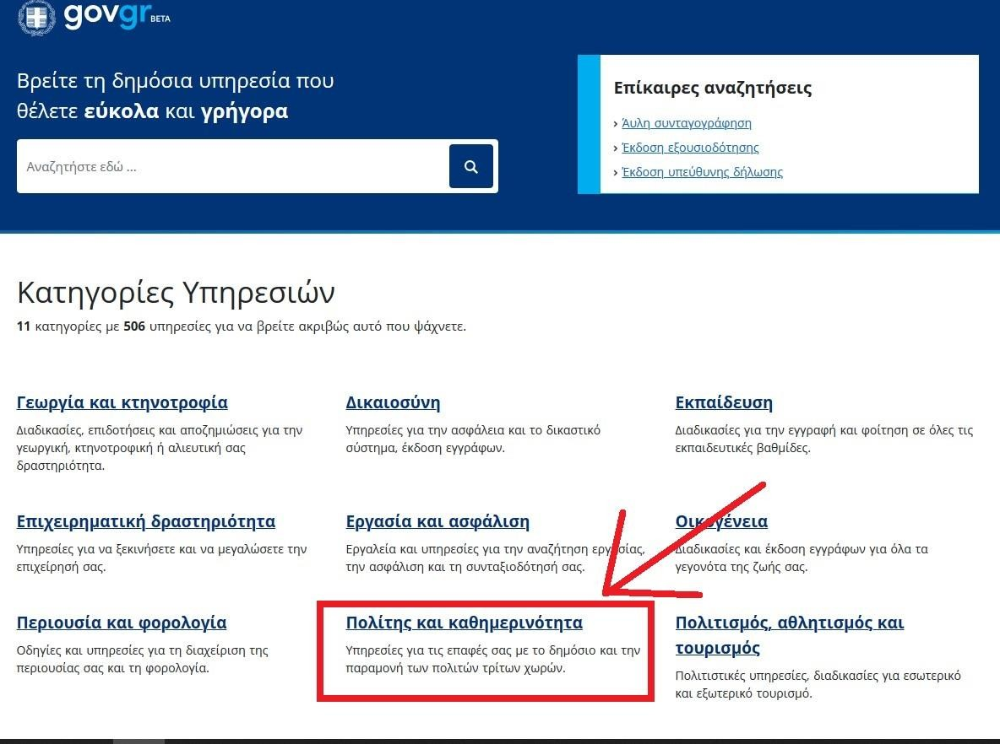 govgr BETA
Βρείτε τη δημόσια υπηρεσία που
θέλετε εύκολα και γρήγορα
Αναζητήστε εδώ ...
Επίκαιρες αναζητήσεις
› Άυλη συνταγογράφηση
› Έκδοση εξουσιοδότησης
› Έκδοση υπεύθυνης δήλωσης
Κατηγορίες Υπηρεσιών
11 κατηγορίες με 506 υπηρεσίες για να βρείτε ακριβώς αυτό που ψάχνετε.
Γεωργία και κτηνοτροφία
Διαδικασίες, επιδοτήσεις και αποζημιώσεις για την
γεωργική, κτηνοτροφική ή αλιευτική σας
δραστηριότητα.
Δικαιοσύνη
Υπηρεσίες για την ασφάλεια και το δικαστικό
σύστημα, έκδοση εγγράφων.
Εκπαίδευση
Διαδικασίες για την εγγραφή και φοίτηση σε όλες τις
εκπαιδευτικές βαθμίδες.
Επιχειρηματική δραστηριότητα
Υπηρεσίες για να ξεκινήσετε και να μεγαλώσετε την
επιχείρησή σας.
Εργασία και ασφάλιση
Εργαλεία και υπηρεσίες για την αναζήτηση εργασίας,
την ασφάλιση και τη συνταξιοδότησή σας.
Οικογένεια
Διαδικασίες και έκδοση εγγράφων για όλα τα
γεγονότα της ζωής σας.
Περιουσία και φορολογία
Οδηγίες και υπηρεσίες για τη διαχείριση της
περιουσίας σας και τη φορολογία.
Πολίτης και καθημερινότητα
Υπηρεσίες για τις επαφές σας με το δημόσιο και την
παραμονή των πολιτών τρίτων χωρών.
Πολιτισμός, αθλητισμός και
τουρισμός
Πολιτιστικές υπηρεσίες, διαδικασίες για εσωτερικό
και εξωτερικό τουρισμό.